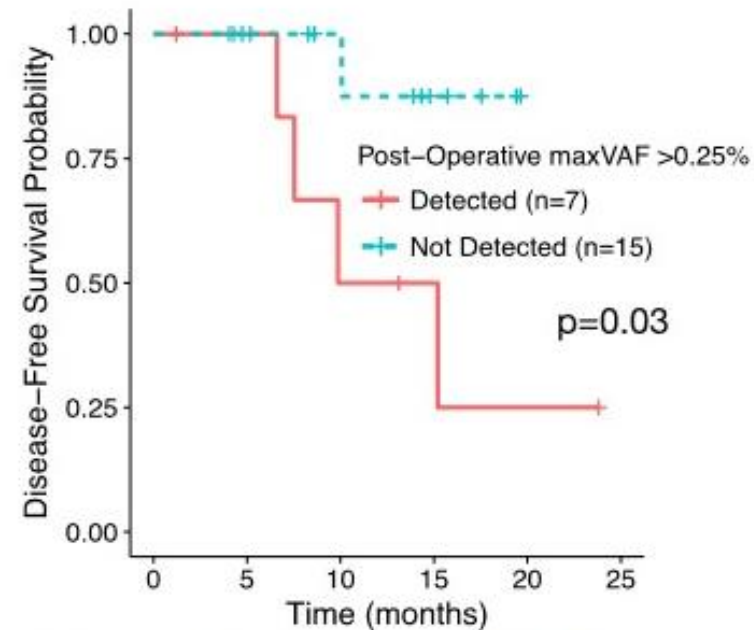 Disease−Free Survival Probability
1.00
0.75
0.50
0.25
0.00
Post−Operative maxVAF >0.25%
Detected (n=7)
Not Detected (n=15)
p=0.03
0 5 10 15 20 25
Time (months)